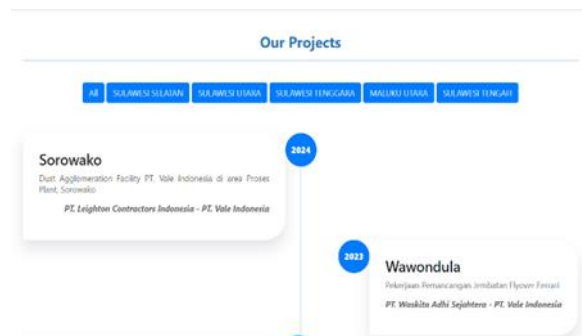 Our Projects
All SULAWESI SELATAN SULAWESI UTARA SULAWESI TENGGARA MALUKU UTARA SULAWESI TENGAH
2024
Sorowako
Dust Agglomeration Facility PT. Vale Indonesia di area Proses
Plant, Sorowako
PT. Leighton Contractors Indonesia - PT. Vale Indonesia
2023
Wawondula
Pekerjaan Pemancangan Jembatan Flyover Ferrari
PT. Waskita Adhi Sejahtera - PT. Vale Indonesia